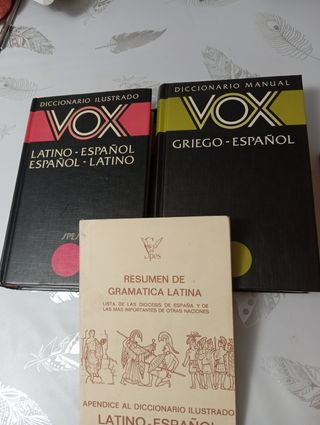 DICCIONARIO ILUSTRADO
VOX
LATINO - ESPAÑOL
ESPAÑOL - LATINO
DICCIONARIO MANUAL
VOX
GRIEGO - ESPAÑOL
Spes
RESUMEN DE
GRAMATICA LATINA
LISTA DE LAS DIOCESIS DE ESPAÑA Y DE
LAS MAS IMPORTANTES DE OTRAS NACIONES
APENDICE AL DICCIONARIO ILUSTRADO
LATINO-ESPAÑOL